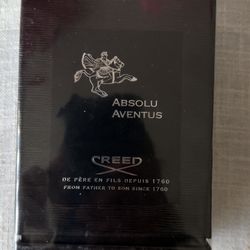 ABSOLU
AVENTUS
CREED
DE PÈRE EN FILS DEPUIS 1760
FROM FATHER TO SON SINCE 1760